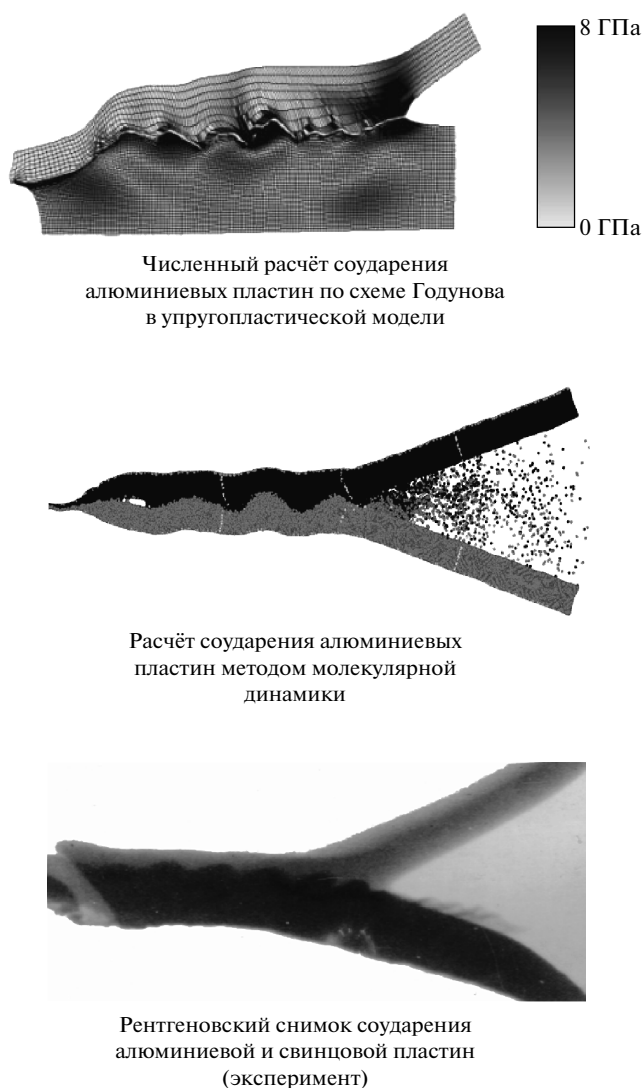 8 ГПа
0 ГПа
Численный расчёт соударения
алюминиевых пластин по схеме Годунова
в упругопластической модели
Расчёт соударения алюминиевых
пластин методом молекулярной
динамики
Рентгеновский снимок соударения
алюминиевой и свинцовой пластин
(эксперимент)